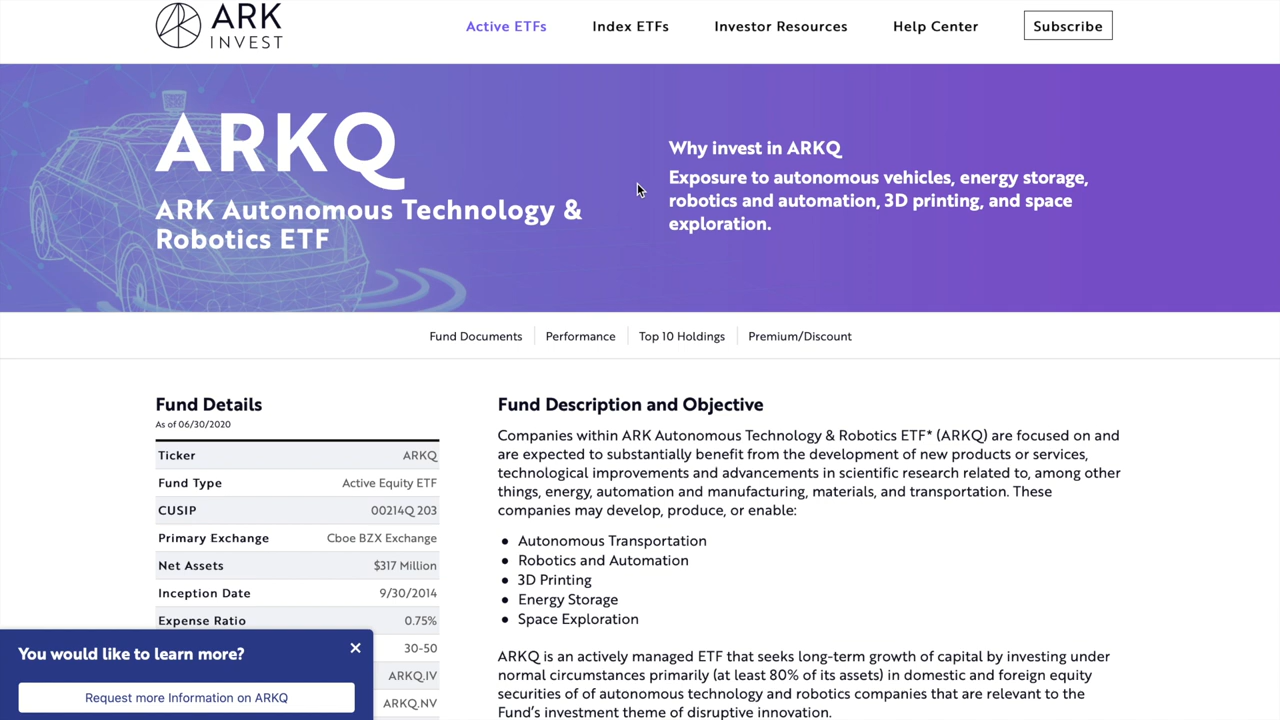 ARK
INVEST
Active ETFs
Index ETFs
Investor Resources
Help Center
Subscribe
ARKQ
ARK Autonomous Technology &
Robotics ETF
Why invest in ARKQ
Exposure to autonomous vehicles, energy storage,
robotics and automation, 3D printing, and space
exploration.
Fund Documents
Performance
Top 10 Holdings
Premium/Discount
Fund Details
As of 06/30/2020
Ticker ARKQ
Fund Type Active Equity ETF
CUSIP 00214Q 203
Primary Exchange Cboe BZX Exchange
Net Assets $317 Million
Inception Date 9/30/2014
Expense Ratio 0.75%
30-50
ARKQ.IV
ARKQ.NV
You would like to learn more?
×
Request more Information on ARKQ
Fund Description and Objective
Companies within ARK Autonomous Technology & Robotics ETF* (ARKQ) are focused on and
are expected to substantially benefit from the development of new products or services,
technological improvements and advancements in scientific research related to, among other
things, energy, automation and manufacturing, materials, and transportation. These
companies may develop, produce, or enable:
● Autonomous Transportation
● Robotics and Automation
● 3D Printing
● Energy Storage
● Space Exploration
ARKQ is an actively managed ETF that seeks long-term growth of capital by investing under
normal circumstances primarily (at least 80% of its assets) in domestic and foreign equity
securities of of autonomous technology and robotics companies that are relevant to the
Fund's investment theme of disruptive innovation.